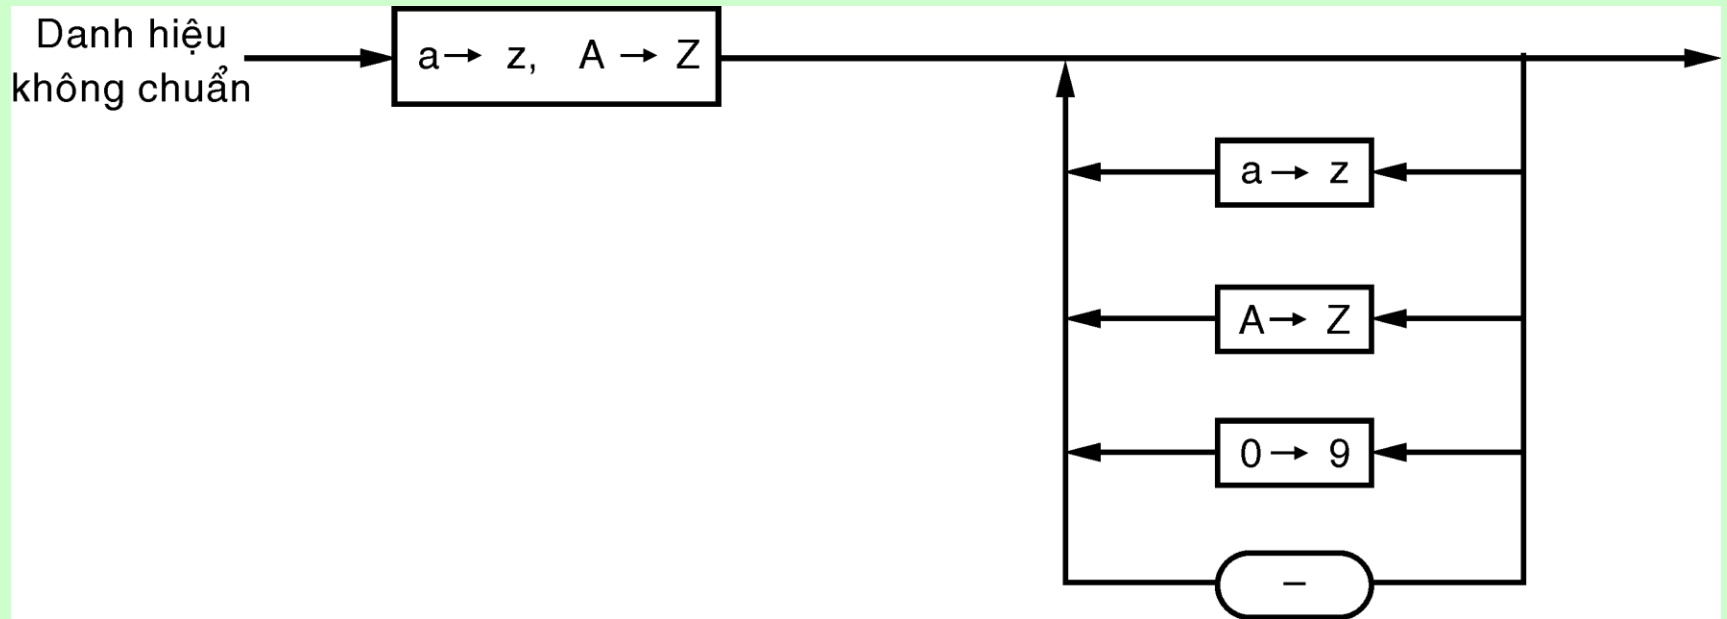 Danh hiệu
không chuẩn
a→ z, A → Z
a→ z
A→ Z
0→ 9
–